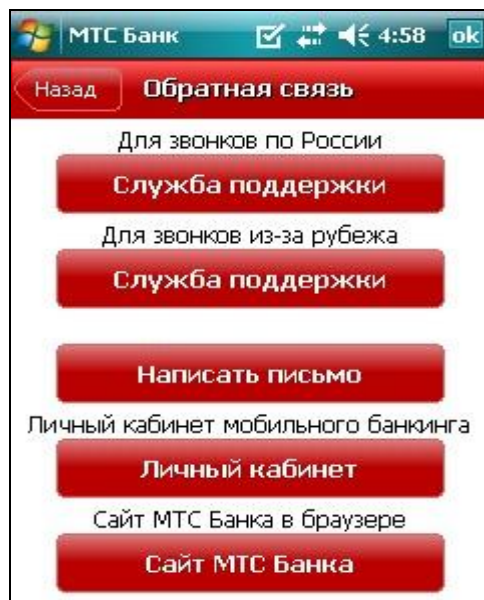 МТС Банк 4:58 ok
Назад Обратная связь
Для звонков по России
Служба поддержки
Для звонков из-за рубежа
Служба поддержки
Написать письмо
Личный кабинет мобильного банкинга
Личный кабинет
Сайт МТС Банка в браузере
Сайт МТС Банка